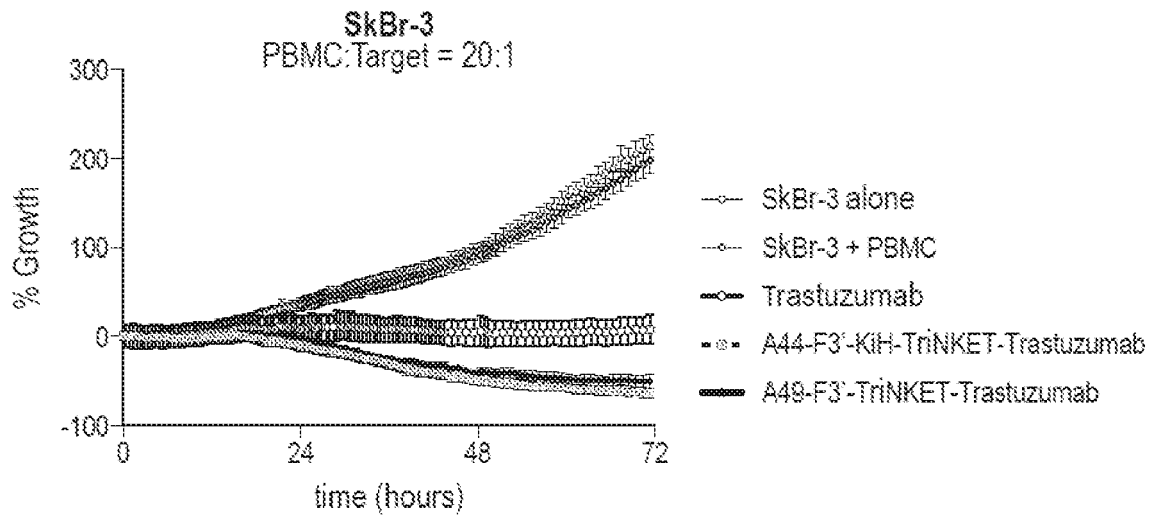 SkBr-3
PBMC:Target = 20:1
300
200
100
0
-100
% Growth
0
24
48
72
time (hours)
SkBr-3 alone
SkBr-3 + PBMC
Trastuzumab
A44-F3'-KiH-TriNKET-Trastuzumab
A49-F3'-TriNKET-Trastuzumab